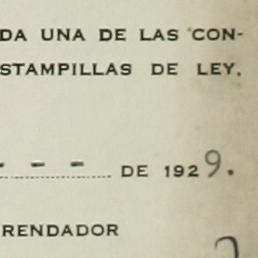 DA UNA DE LAS CON-
STAMPILLAS DE LEY.
- - - DE 1929.
RENDADOR